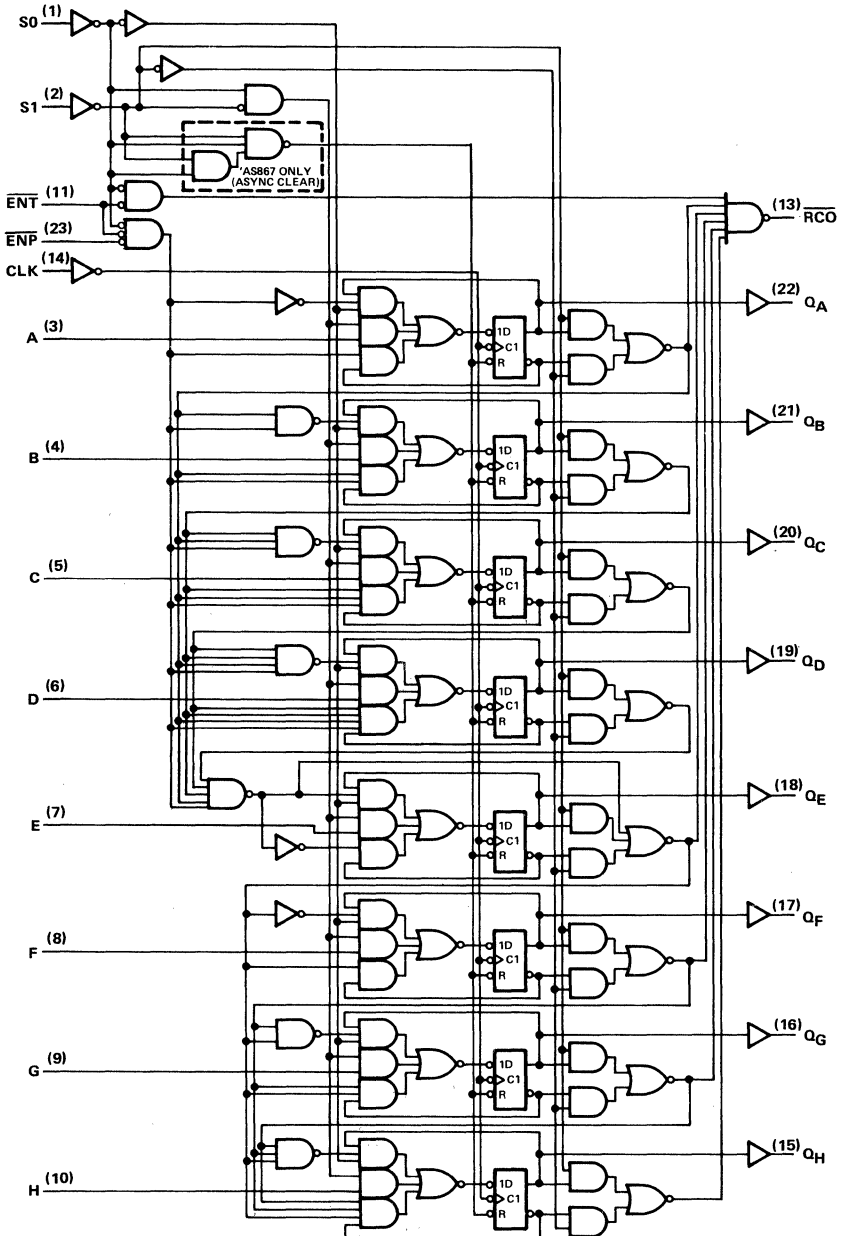 S0 (1)
S1 (2)
'AS867 ONLY
(ASYNC CLEAR)
ENT (11)
(13) RCO
ENP (23)
CLK (14)
(22) QA
1D
C1
R
A (3)
(21) QB
1D
C1
R
B (4)
(20) QC
1D
C1
R
C (5)
(19) QD
1D
C1
R
D (6)
(18) QE
1D
C1
R
E (7)
(17) QF
1D
C1
R
F (8)
(16) QG
1D
C1
R
G (9)
(15) QH
1D
C1
R
H (10)